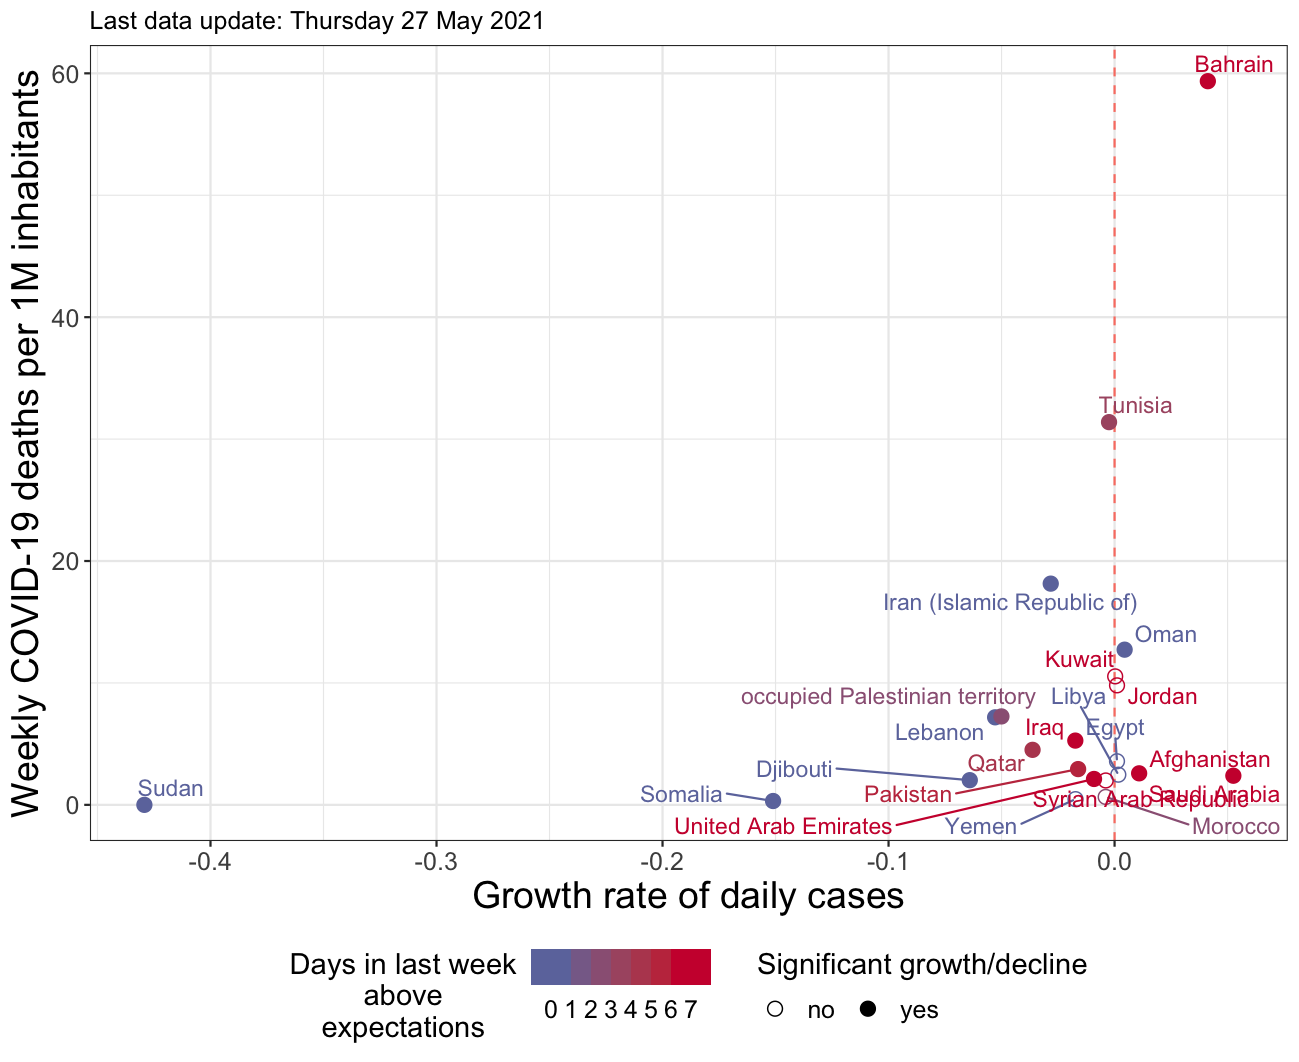 Last data update: Thursday 27 May 2021
Weekly COVID-19 deaths per 1M inhabitants
60
40
20
0
Bahrain
Tunisia
Iran (Islamic Republic of)
Oman
Kuwait
occupied Palestinian territory
Libya
Jordan
Lebanon
Iraq
Egypt
Djibouti
Qatar
Afghanistan
Sudan
Somalia
Pakistan
Syrian Arab Republic
Saudi Arabia
United Arab Emirates
Yemen
Morocco
-0.4
-0.3
-0.2
-0.1
0.0
Growth rate of daily cases
Days in last week
above
expectations
0 1 2 3 4 5 6 7
Significant growth/decline
no
yes